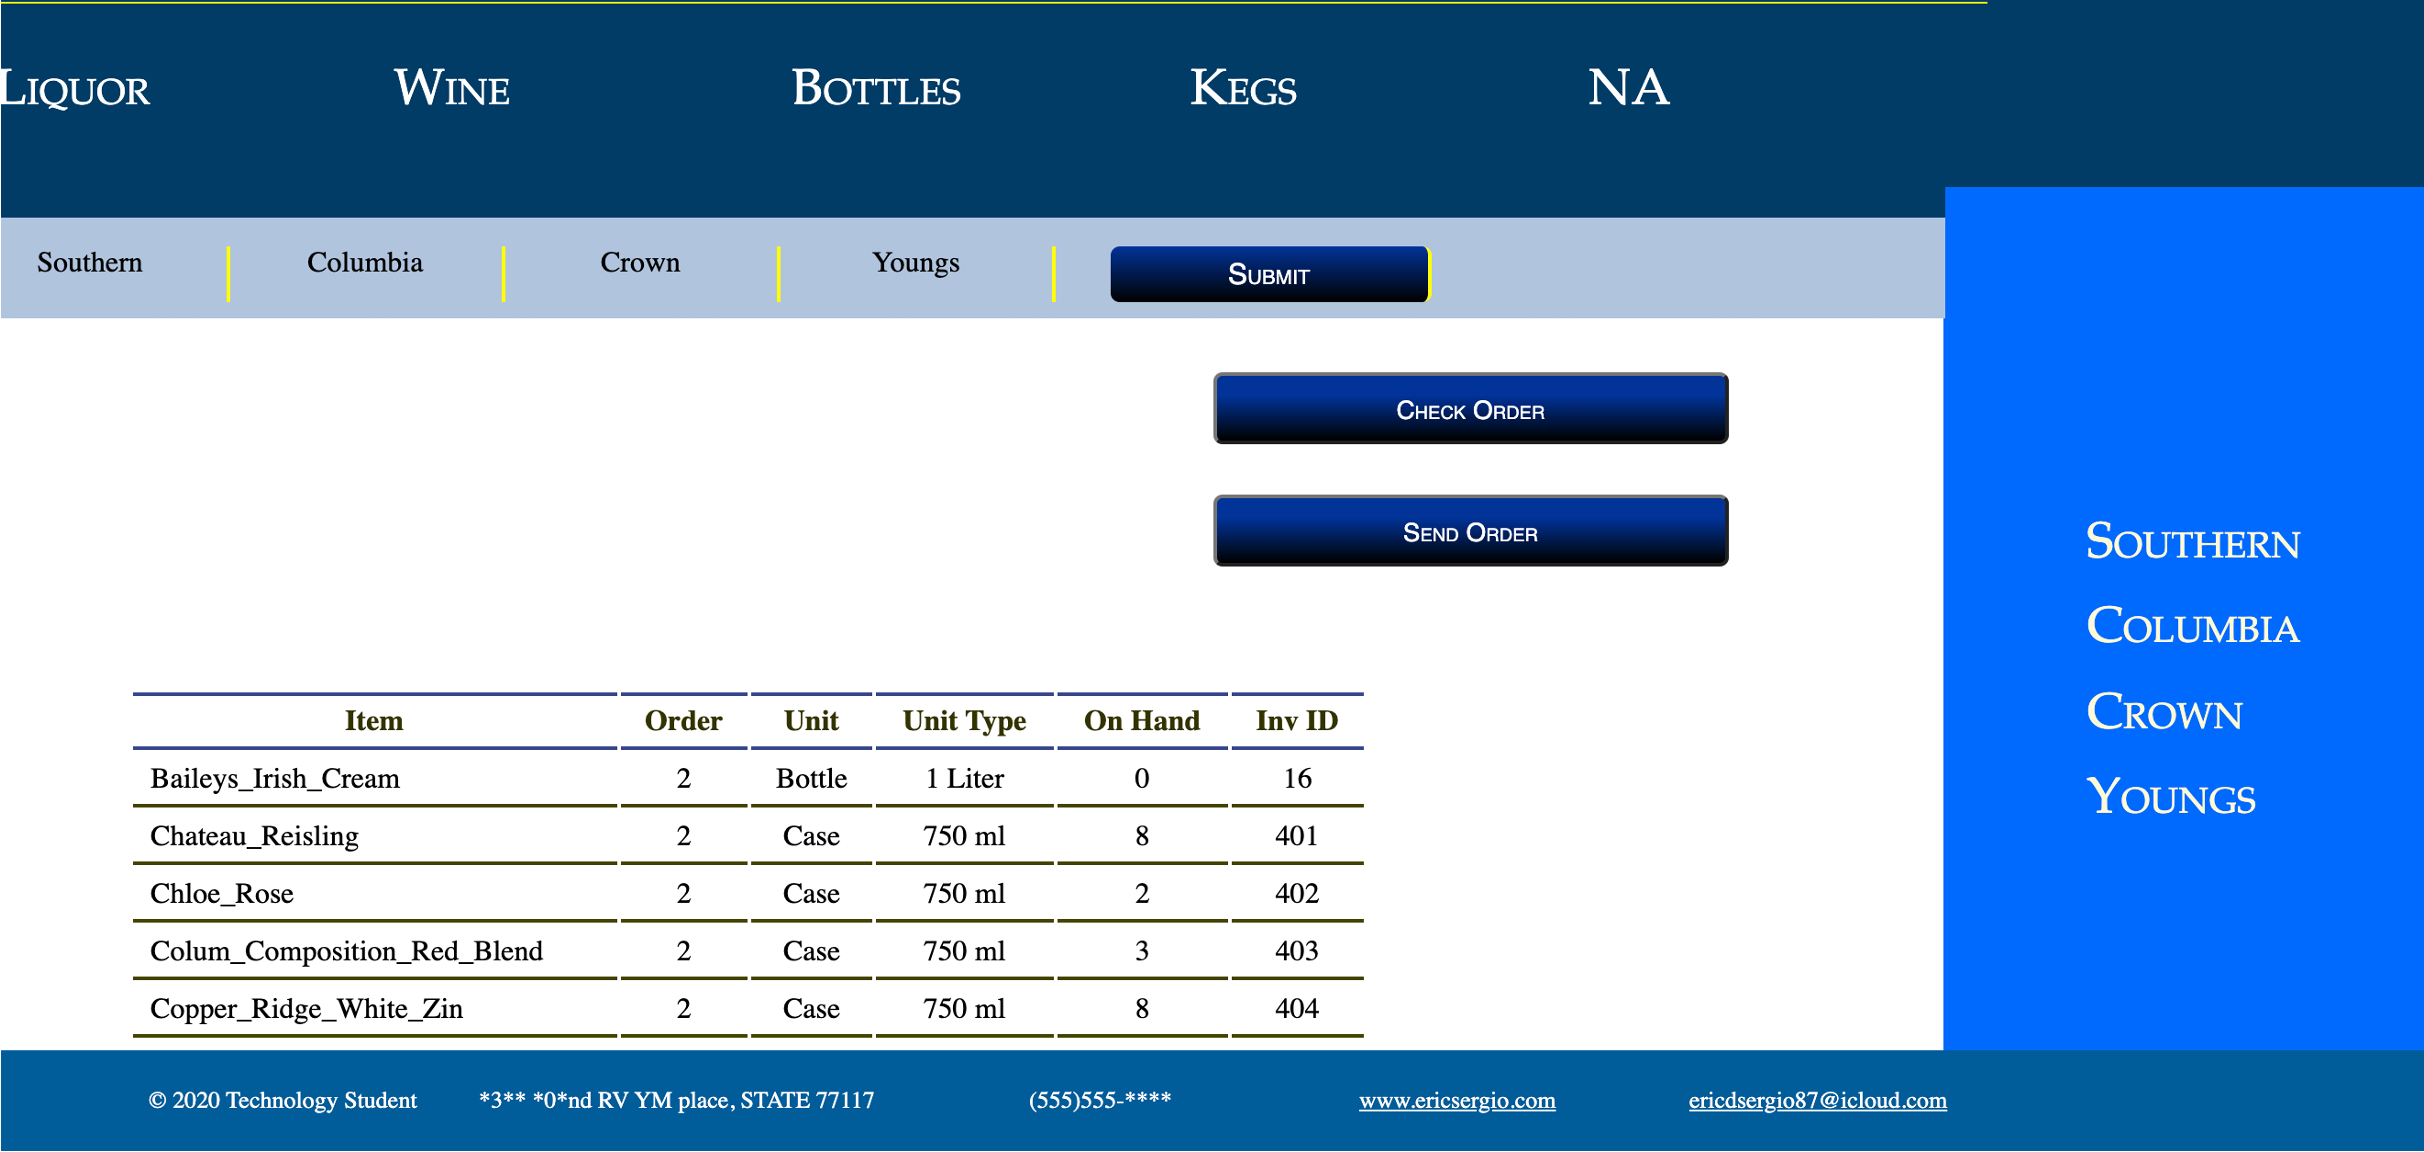 Liquor Wine Bottles Kegs NA
Southern Columbia Crown Youngs Submit
Check Order
Send Order
Southern
Columbia
Crown
Youngs
Item Order Unit Unit Type On Hand Inv ID
Baileys_Irish_Cream 2 Bottle 1 Liter 0 16
Chateau_Reisling 2 Case 750 ml 8 401
Chloe_Rose 2 Case 750 ml 2 402
Colum_Composition_Red_Blend 2 Case 750 ml 3 403
Copper_Ridge_White_Zin 2 Case 750 ml 8 404
© 2020 Technology Student *3** *0*nd RV YM place, STATE 77117 (555)555-**** www.ericsergio.com ericdsergio87@icloud.com